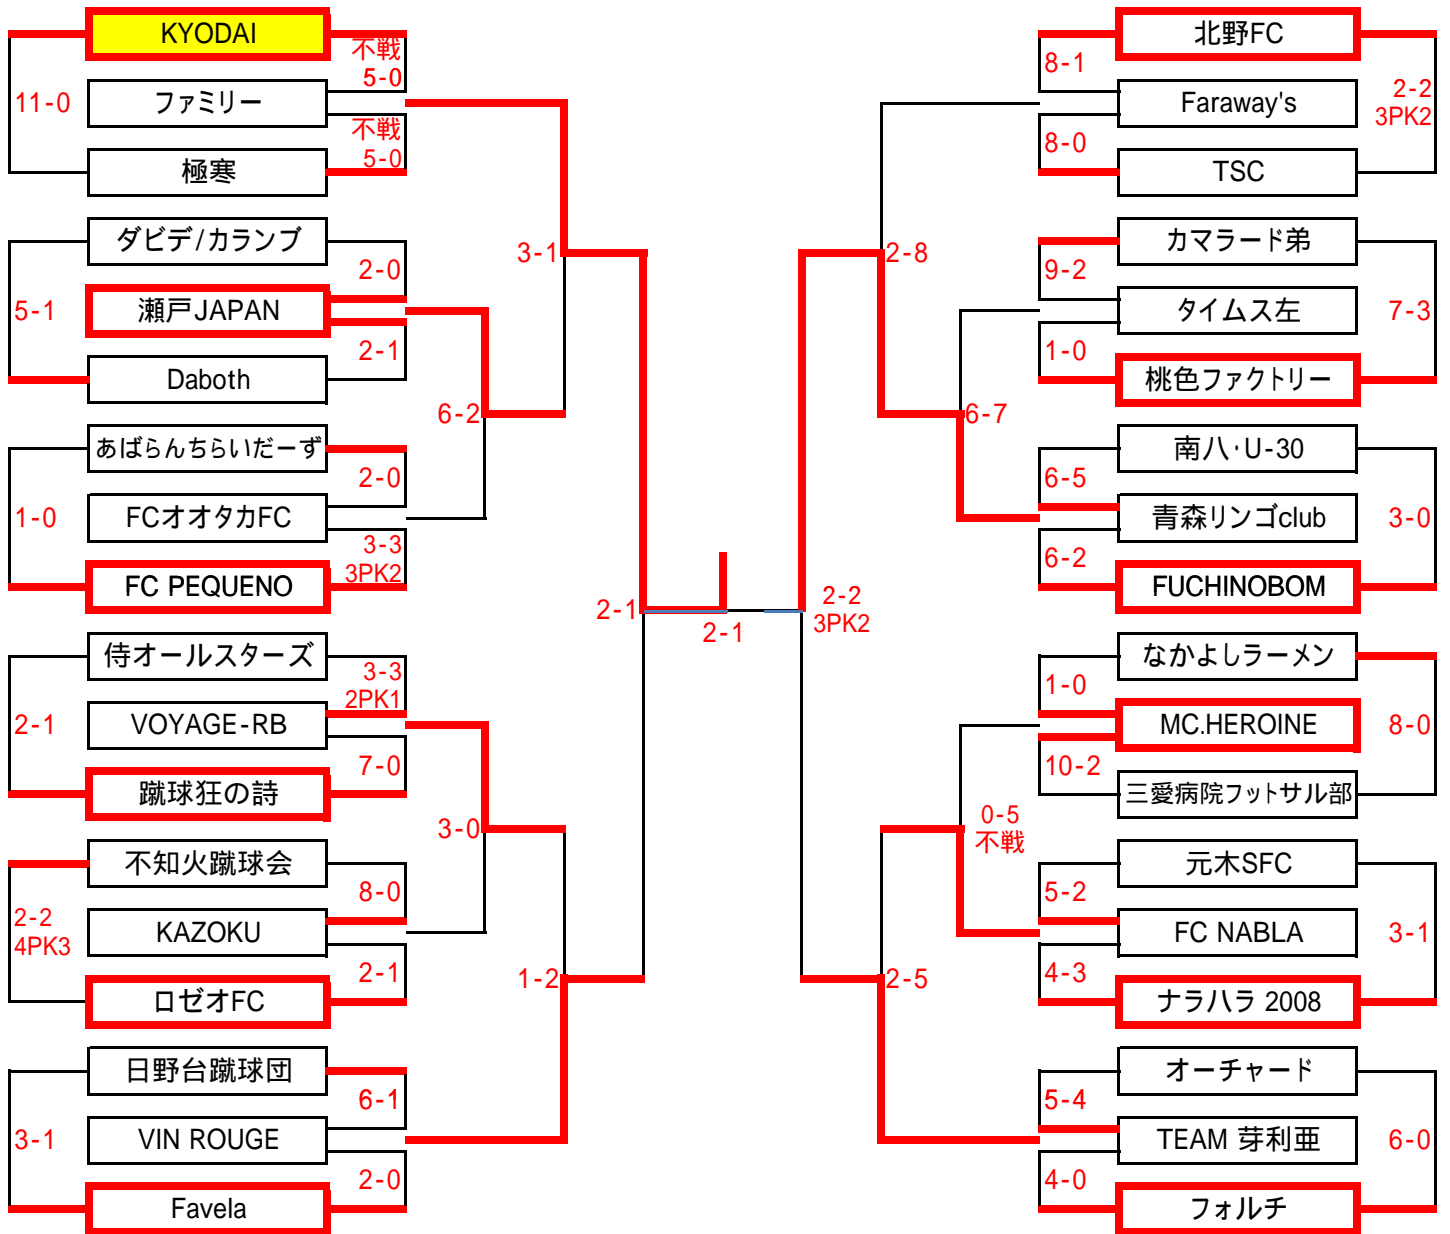 KYODAI
不戦
5-0
11-0
ファミリー
不戦
5-0
極寒
ダビデ/カランブ
2-0
5-1
瀬戸JAPAN
2-1
Daboth
3-1
6-2
あばらんちらいだーず
2-0
1-0
FCオオタカFC
3-3
3PK2
FC PEQUENO
侍オールスターズ
3-3
2PK1
2-1
VOYAGE-RB
7-0
蹴球狂の詩
3-0
不知火蹴球会
8-0
2-2
4PK3
KAZOKU
2-1
ロゼオFC
1-2
日野台蹴球団
6-1
3-1
VIN ROUGE
2-0
Favela
2-1
2-1
2-2
3PK2
北野FC
8-1
2-2
3PK2
Faraway's
8-0
TSC
2-8
カマラード弟
9-2
7-3
タイムス左
1-0
桃色ファクトリー
6-7
南八・U-30
6-5
3-0
青森リンゴclub
6-2
FUCHINOBOM
なかよしラーメン
1-0
8-0
MC.HEROINE
10-2
三愛病院フットサル部
0-5
不戦
元木SFC
5-2
3-1
FC NABLA
4-3
ナラハラ 2008
2-5
オーチャード
5-4
6-0
TEAM 芽利亜
4-0
フォルチ